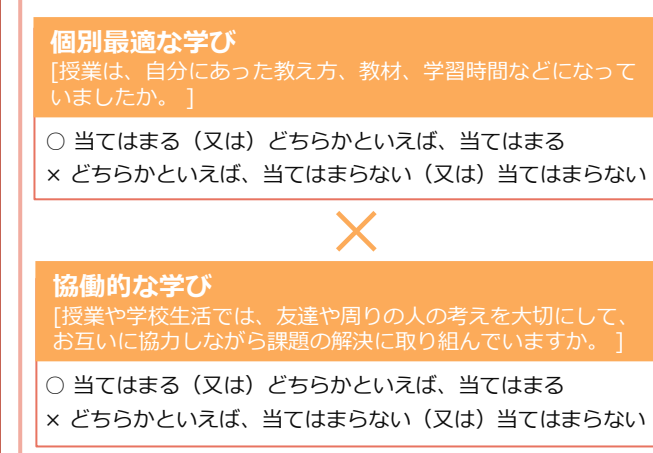 個別最適な学び
[授業は、自分にあった教え方、教材、学習時間などになって
いましたか。 ]
○ 当てはまる（又は）どちらかといえば、当てはまる
× どちらかといえば、当てはまらない（又は）当てはまらない
×
協働的な学び
[授業や学校生活では、友達や周りの人の考えを大切にして、
お互いに協力しながら課題の解決に取り組んでいますか。 ]
○ 当てはまる（又は）どちらかといえば、当てはまる
× どちらかといえば、当てはまらない（又は）当てはまらない